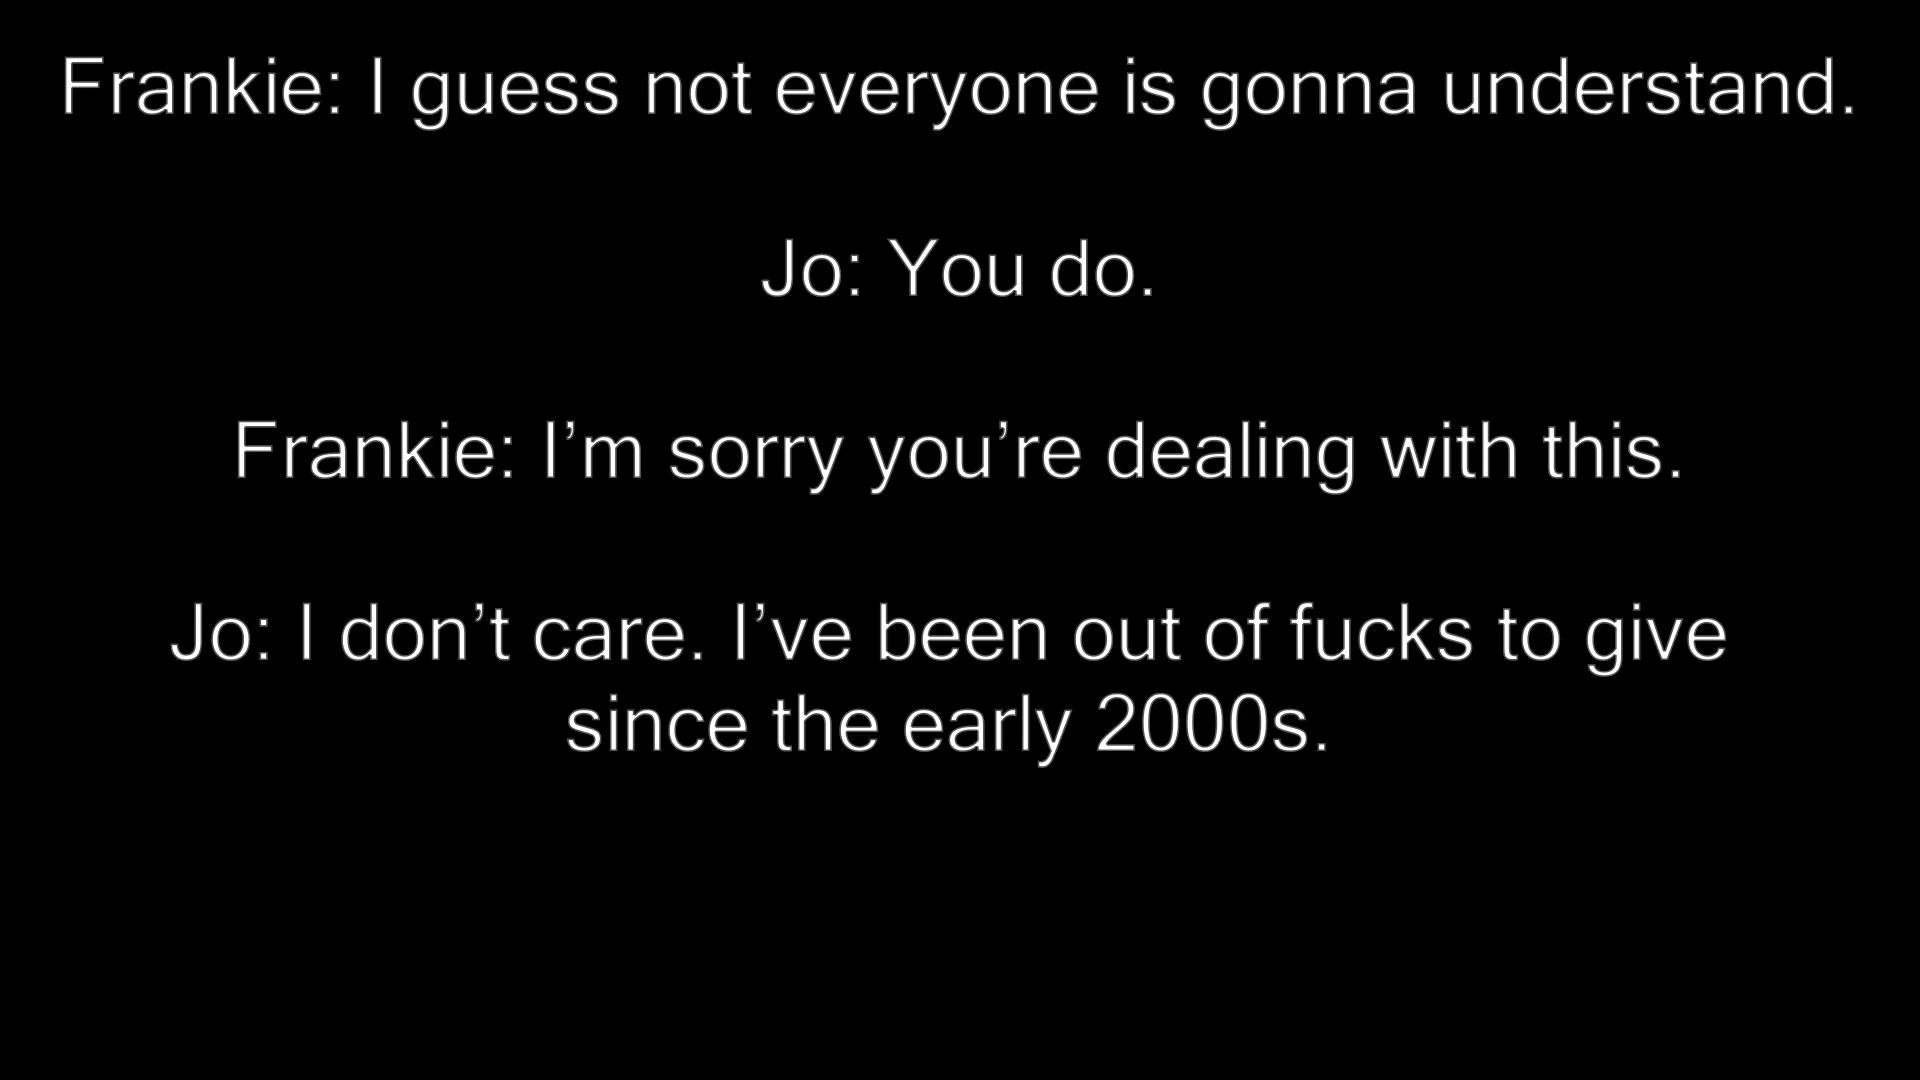 Frankie: I guess not everyone is gonna understand.
Jo: You do.
Frankie: I’m sorry you’re dealing with this.
Jo: I don’t care. I’ve been out of fucks to give
since the early 2000s.